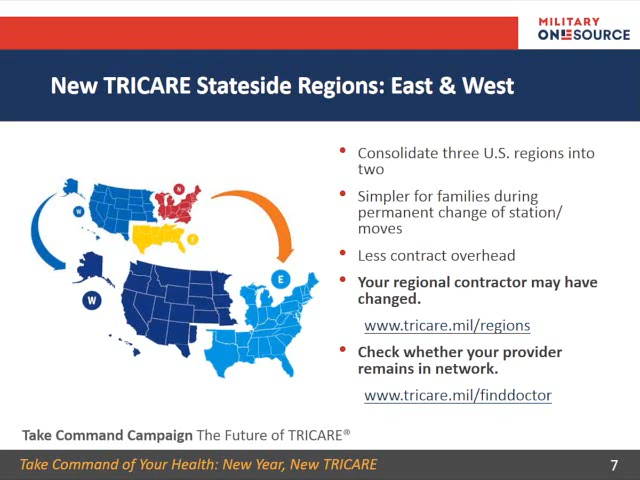 MILITARY
ONESOURCE
New TRICARE Stateside Regions: East & West
• Consolidate three U.S. regions into
two
• Simpler for families during
permanent change of station/
moves
• Less contract overhead
• Your regional contractor may have
changed.
www.tricare.mil/regions
• Check whether your provider
remains in network.
www.tricare.mil/finddoctor
N
W
E
W
Take Command Campaign The Future of TRICARE®
Take Command of Your Health: New Year, New TRICARE
7